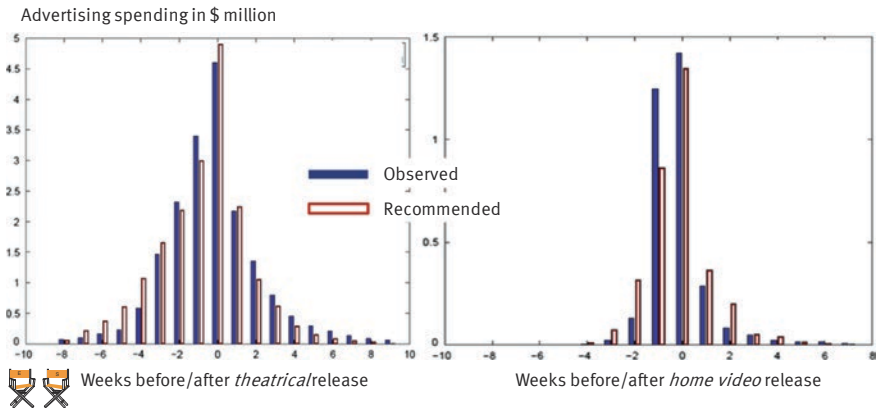 Advertising spending in $ million
5
4.5
4
3.5
3
2.5
2
1.5
1
0.5
0
−10 −8 −6 −4 −2 0 2 4 6 8 10
Weeks before/after theatrical release
Observed
Recommended
1.5
1
0.5
0
−6 −4 −2 0 2 4 6 8
Weeks before/after home video release